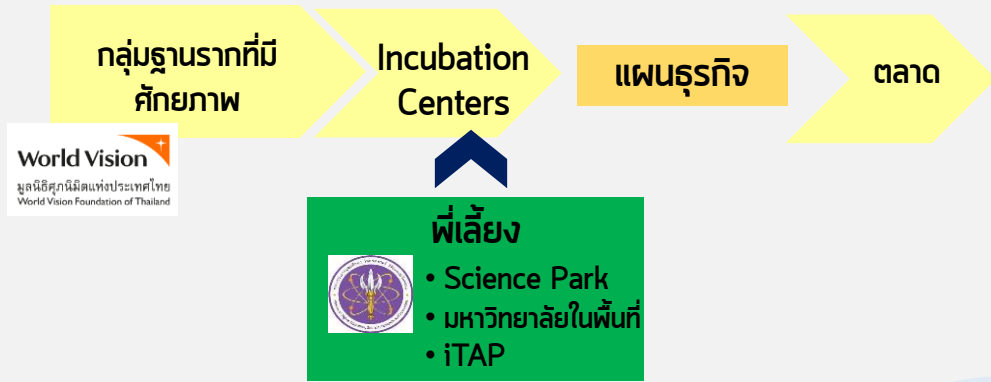 กลุ่มฐานรากที่มี
ศักยภาพ
Incubation
Centers
แผนธุรกิจ
ตลาด
World Vision
มูลนิธิศุภนิมิตแห่งประเทศไทย
World Vision Foundation of Thailand
พี่เลี้ยง
• Science Park
• มหาวิทยาลัยในพื้นที่
• iTAP